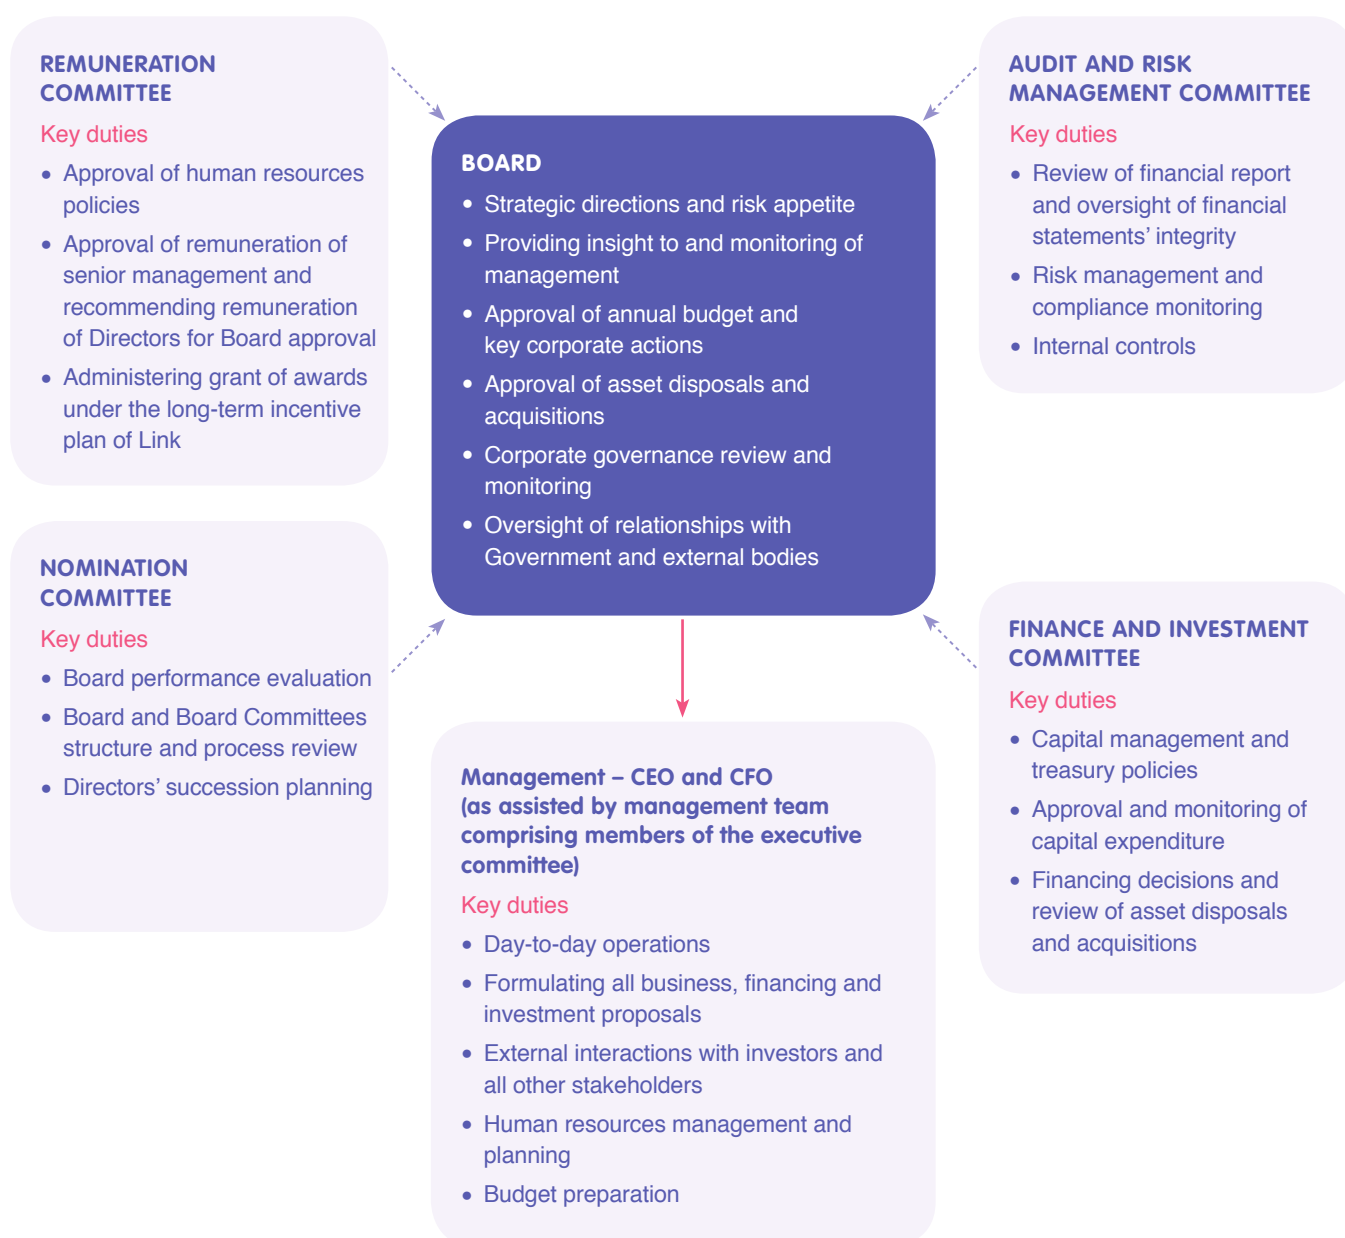 REMUNERATION
COMMITTEE
Key duties
• Approval of human resources
policies
• Approval of remuneration of
senior management and
recommending remuneration
of Directors for Board approval
• Administering grant of awards
under the long-term incentive
plan of Link
NOMINATION
COMMITTEE
Key duties
• Board performance evaluation
• Board and Board Committees
structure and process review
• Directors’ succession planning
BOARD
• Strategic directions and risk appetite
• Providing insight to and monitoring of
management
• Approval of annual budget and
key corporate actions
• Approval of asset disposals and
acquisitions
• Corporate governance review and
monitoring
• Oversight of relationships with
Government and external bodies
Management – CEO and CFO
(as assisted by management team
comprising members of the executive
committee)
Key duties
• Day-to-day operations
• Formulating all business, financing and
investment proposals
• External interactions with investors and
all other stakeholders
• Human resources management and
planning
• Budget preparation
AUDIT AND RISK
MANAGEMENT COMMITTEE
Key duties
• Review of financial report
and oversight of financial
statements’ integrity
• Risk management and
compliance monitoring
• Internal controls
FINANCE AND INVESTMENT
COMMITTEE
Key duties
• Capital management and
treasury policies
• Approval and monitoring of
capital expenditure
• Financing decisions and
review of asset disposals
and acquisitions